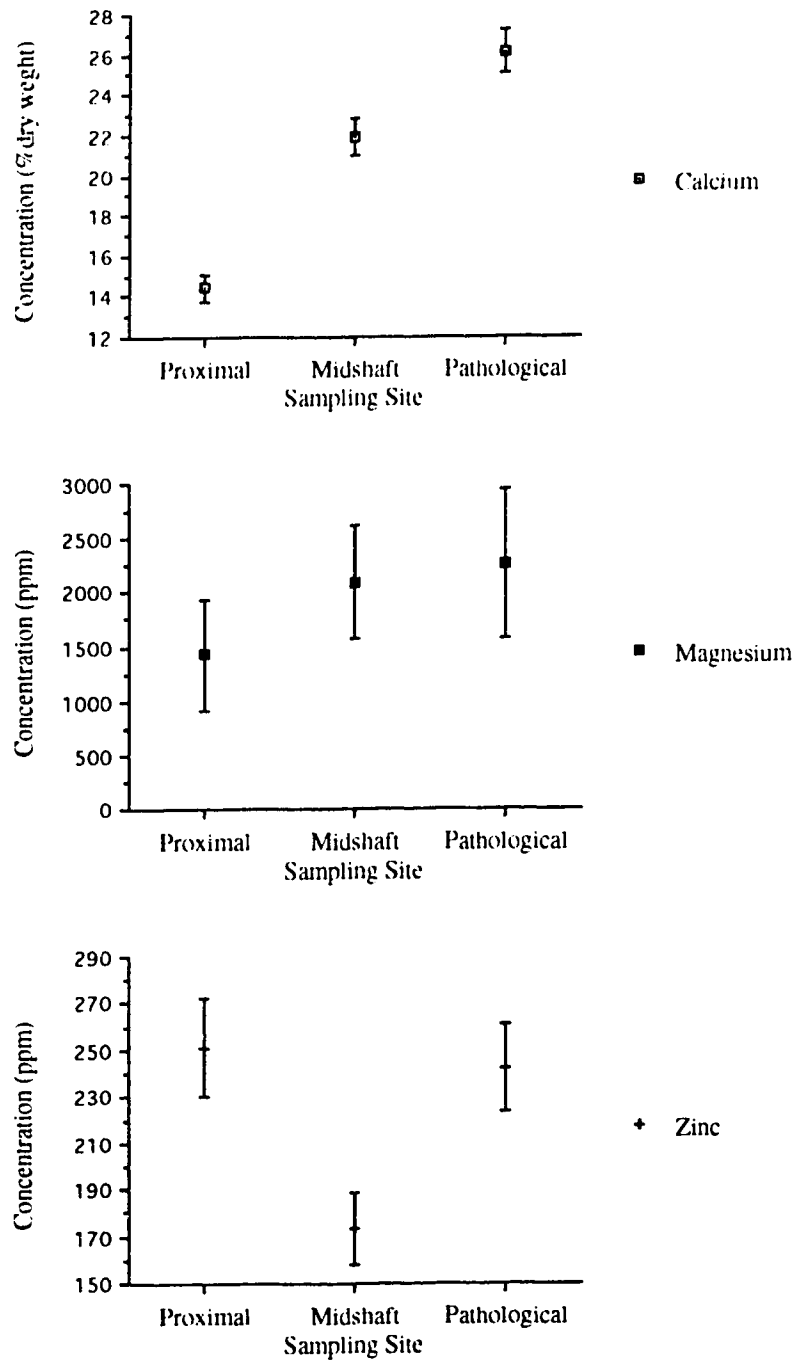 Concentration (% dry weght)
28
26
24
22
20
18
16
14
12
Proximal Midshaft Pathological
Sampling Site
Calcium
Concentration (ppm)
3000
2500
2000
1500
1000
500
0
Proximal Midshaft Pathological
Sampling Site
Magnesium
Concentration (ppm)
290
270
250
230
210
190
170
150
Proximal Midshaft Pathological
Sampling Site
Zinc